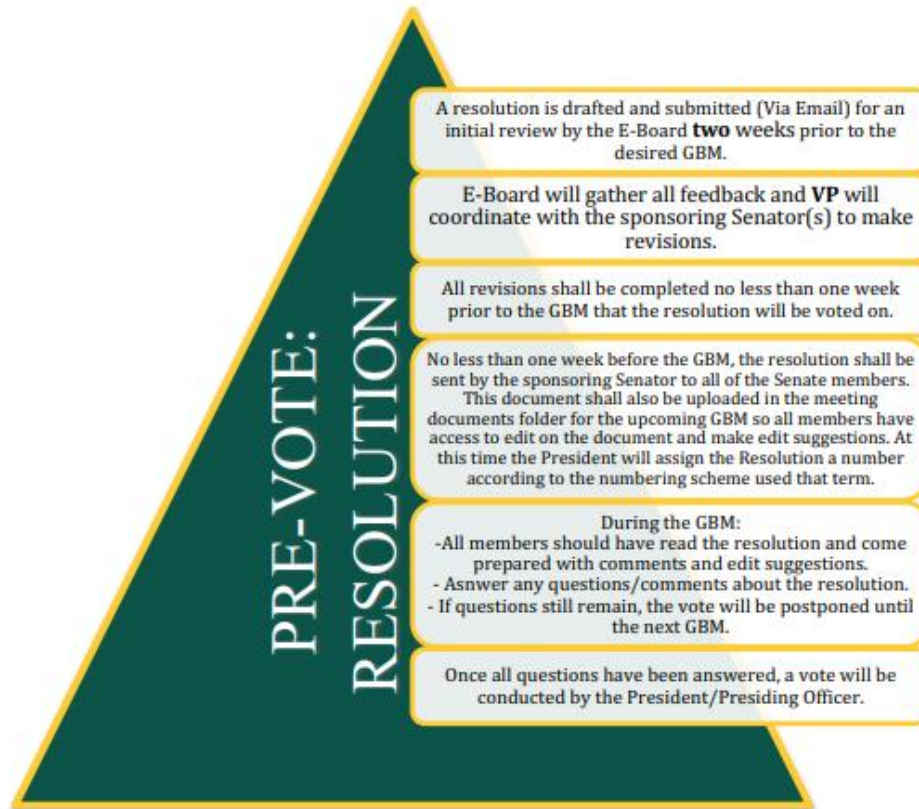 PRE-VOTE:
RESOLUTION
A resolution is drafted and submitted (Via Email) for an
initial review by the E-Board two weeks prior to the
desired GBM.
E-Board will gather all feedback and VP will
coordinate with the sponsoring Senator(s) to make
revisions.
All revisions shall be completed no less than one week
prior to the GBM that the resolution will be voted on.
No less than one week before the GBM, the resolution shall be
sent by the sponsoring Senator to all of the Senate members.
This document shall also be uploaded in the meeting
documents folder for the upcoming GBM so all members have
access to edit on the document and make edit suggestions. At
this time the President will assign the Resolution a number
according to the numbering scheme used that term.
During the GBM:
-All members should have read the resolution and come
prepared with comments and edit suggestions.
- Asnwer any questions/comments about the resolution.
- If questions still remain, the vote will be postponed until
the next GBM.
Once all questions have been answered, a vote will be
conducted by the President/Presiding Officer.